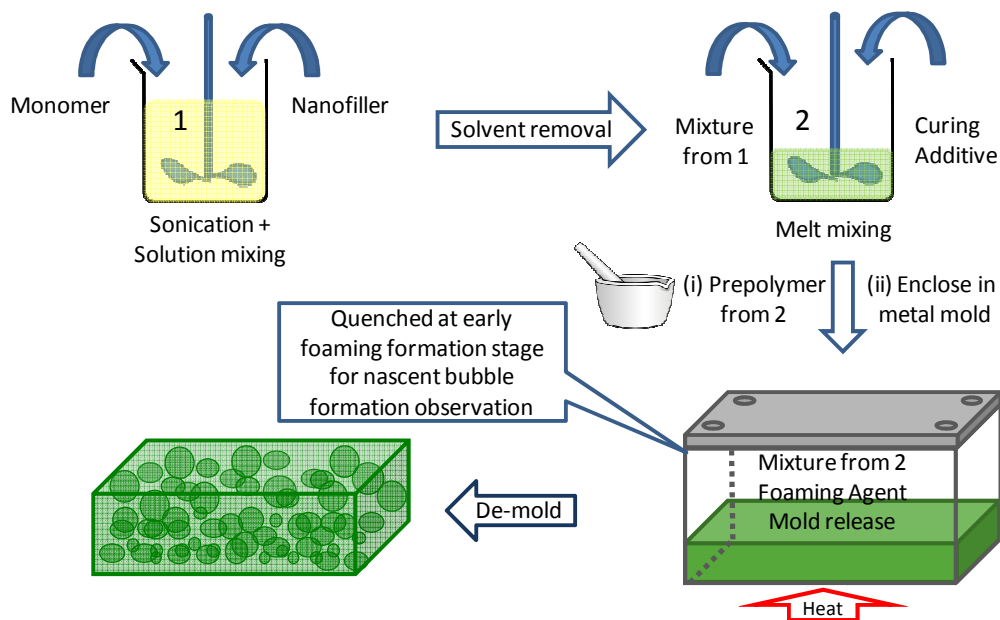 Monomer
1
Nanofiller
Sonication +
Solution mixing
Solvent removal
Mixture
from 1
2
Curing
Additive
Melt mixing
(i) Prepolymer
from 2
(ii) Enclose in
metal mold
Quenched at early
foaming formation stage
for nascent bubble
formation observation
Mixture from 2
Foaming Agent
Mold release
De-mold
Heat